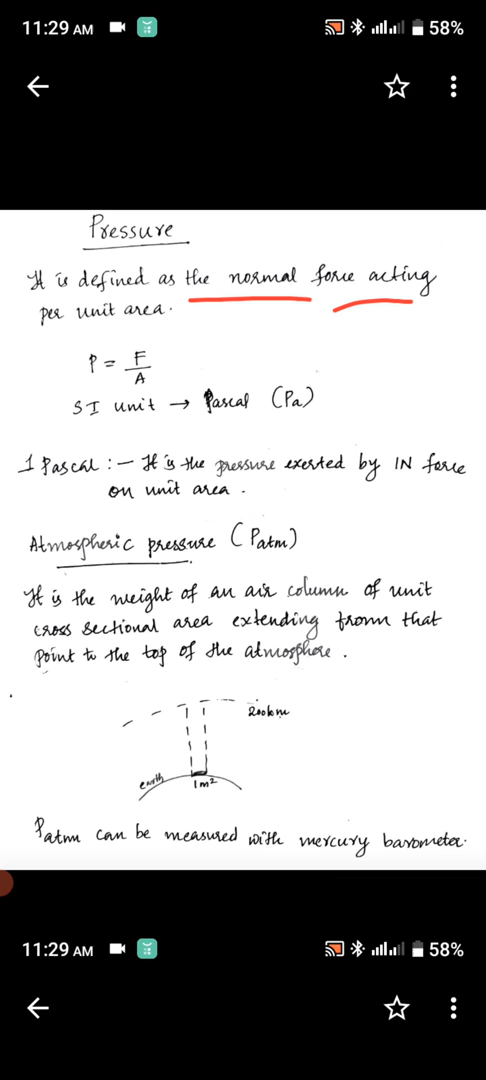 11:29 AM
58%
Pressure
It is defined as the normal force acting
per unit area.
P = F/A
SI unit → Pascal (Pa)
1 Pascal :- It is the pressure exerted by 1N force
on unit area.
Atmospheric pressure (Patm)
It is the weight of an air column of unit
cross sectional area extending from that
point to the top of the atmosphere.
200km
earth
1m²
Patm can be measured with mercury barometer.
11:29 AM
58%